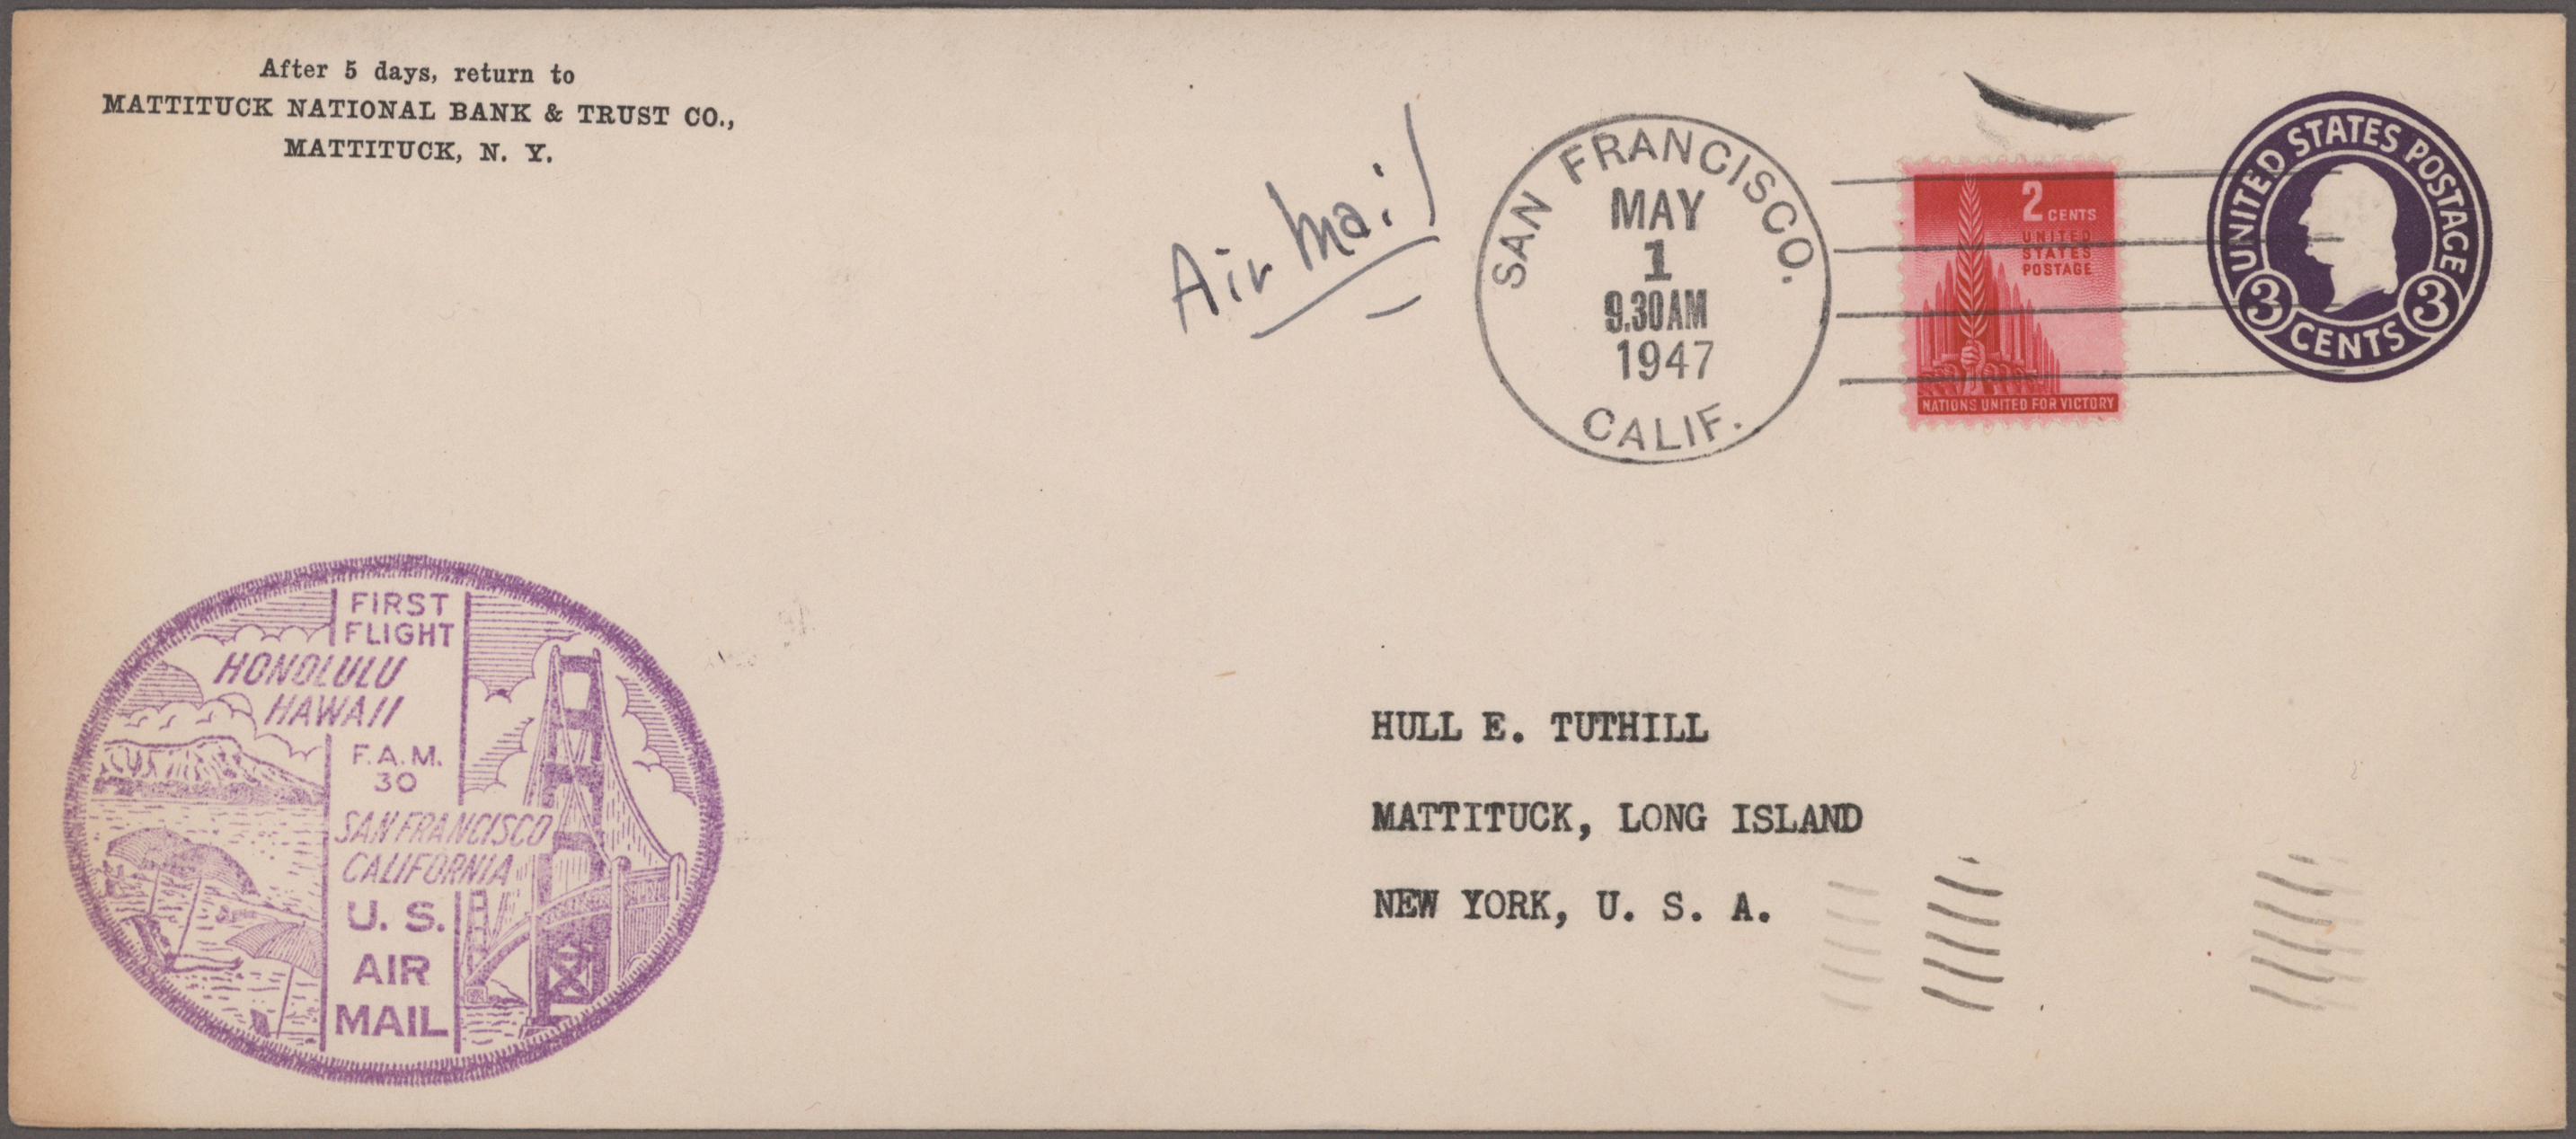 After 5 days, return to
MATTITUCK NATIONAL BANK & TRUST CO.,
MATTITUCK, N. Y.
Air Mail
SAN FRANCISCO.
MAY
1
9.30AM
1947
CALIF.
2 CENTS
UNITED
STATES
POSTAGE
NATIONS UNITED FOR VICTORY
UNITED STATES POSTAGE
3 3
CENTS
FIRST
FLIGHT
HONOLULU
HAWAII
F.A.M.
30
SAN FRANCISCO
CALIFORNIA
U. S.
AIR
MAIL
HULL E. TUTHILL
MATTITUCK, LONG ISLAND
NEW YORK, U. S. A.